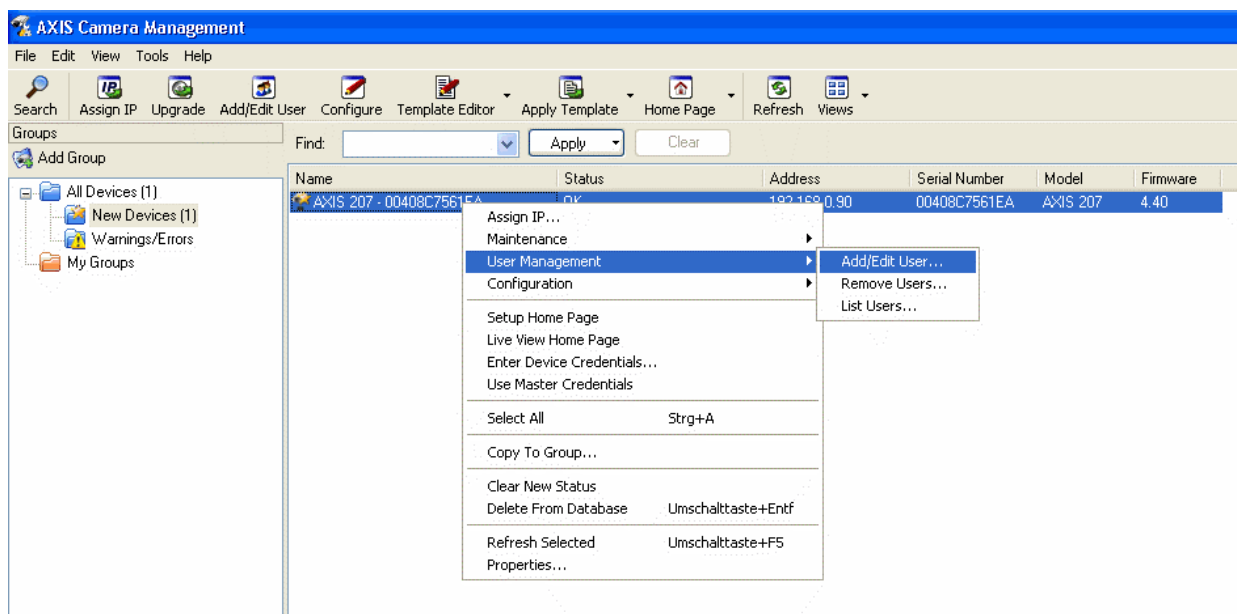 AXIS Camera Management
File Edit View Tools Help
Search Assign IP Upgrade Add/Edit User Configure Template Editor Apply Template Home Page Refresh Views
Groups
Add Group
Find: Apply Clear
All Devices (1)
New Devices (1)
Warnings/Errors
My Groups
Name Status Address Serial Number Model Firmware
AXIS 207 - 00408C7561EA OK 192.168.0.90 00408C7561EA AXIS 207 4.40
Assign IP...
Maintenance
User Management
Configuration
Setup Home Page
Live View Home Page
Enter Device Credentials...
Use Master Credentials
Select All Strg+A
Copy To Group...
Clear New Status
Delete From Database Umschalttaste+Entf
Refresh Selected Umschalttaste+F5
Properties...
Add/Edit User...
Remove Users...
List Users...